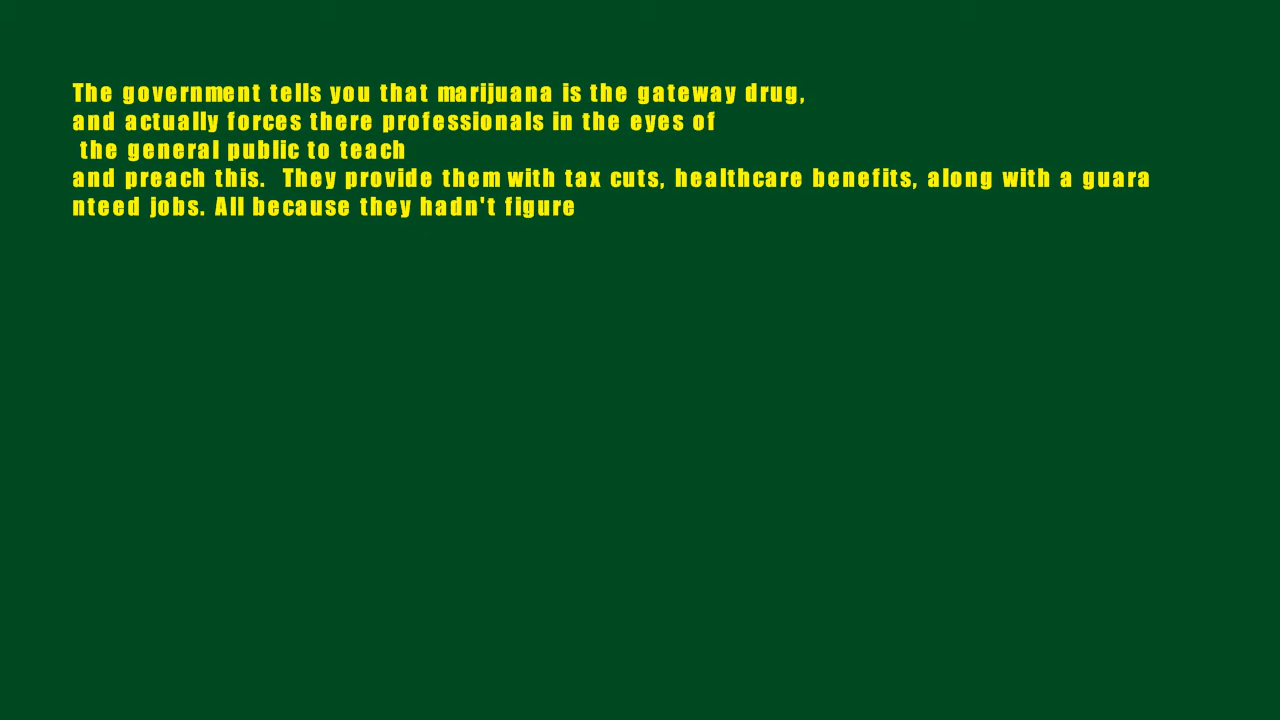 The government tells you that marijuana is the gateway drug,
and actually forces there professionals in the eyes of
the general public to teach
and preach this.  They provide them with tax cuts, healthcare benefits, along with a guara
nteed jobs. All because they hadn't figure